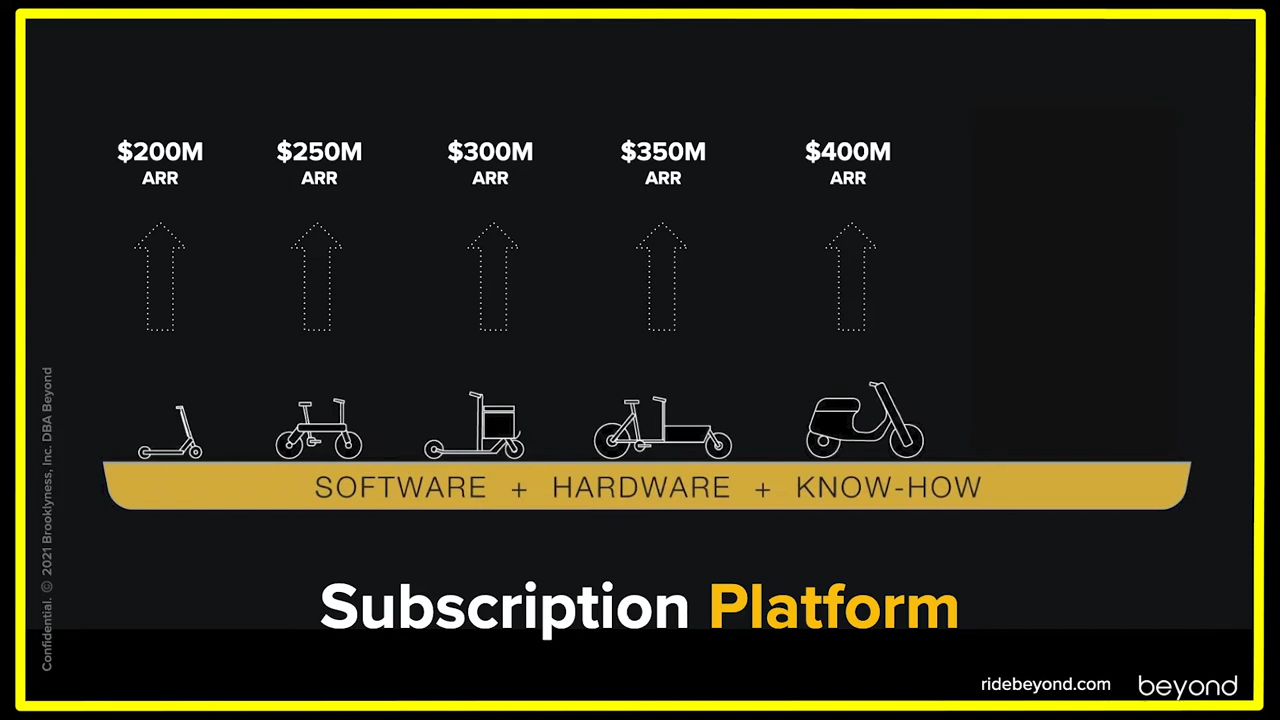 $200M
ARR
$250M
ARR
$300M
ARR
$350M
ARR
$400M
ARR
SOFTWARE + HARDWARE + KNOW-HOW
Subscription Platform
Confidential. © 2021 Brooklyness, Inc. DBA Beyond
ridebeyond.com
beyond